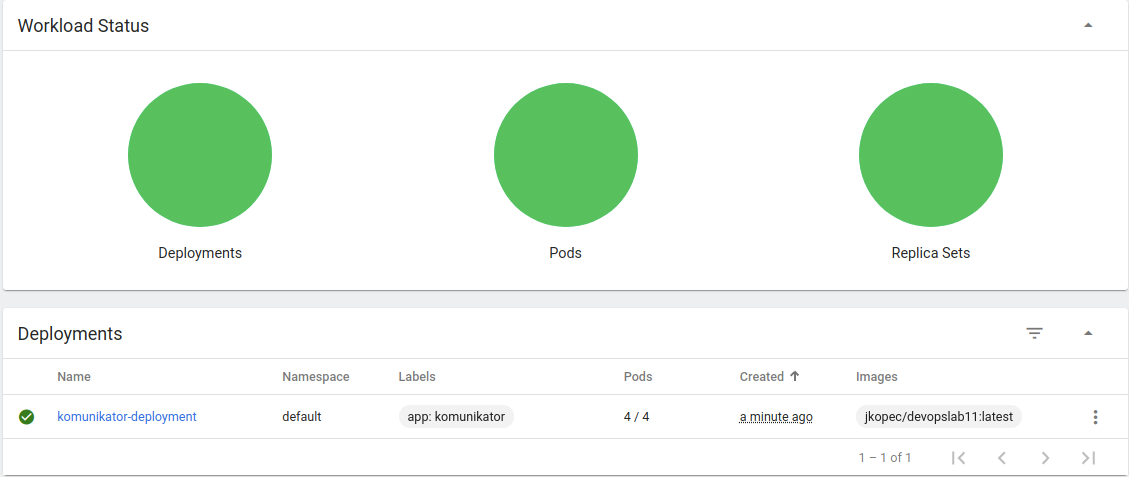 Workload Status
Deployments Pods Replica Sets
Deployments
Name Namespace Labels Pods Created Images
komunikator-deployment default app: komunikator 4 / 4 a minute ago jkopec/devopslab11:latest
1 – 1 of 1